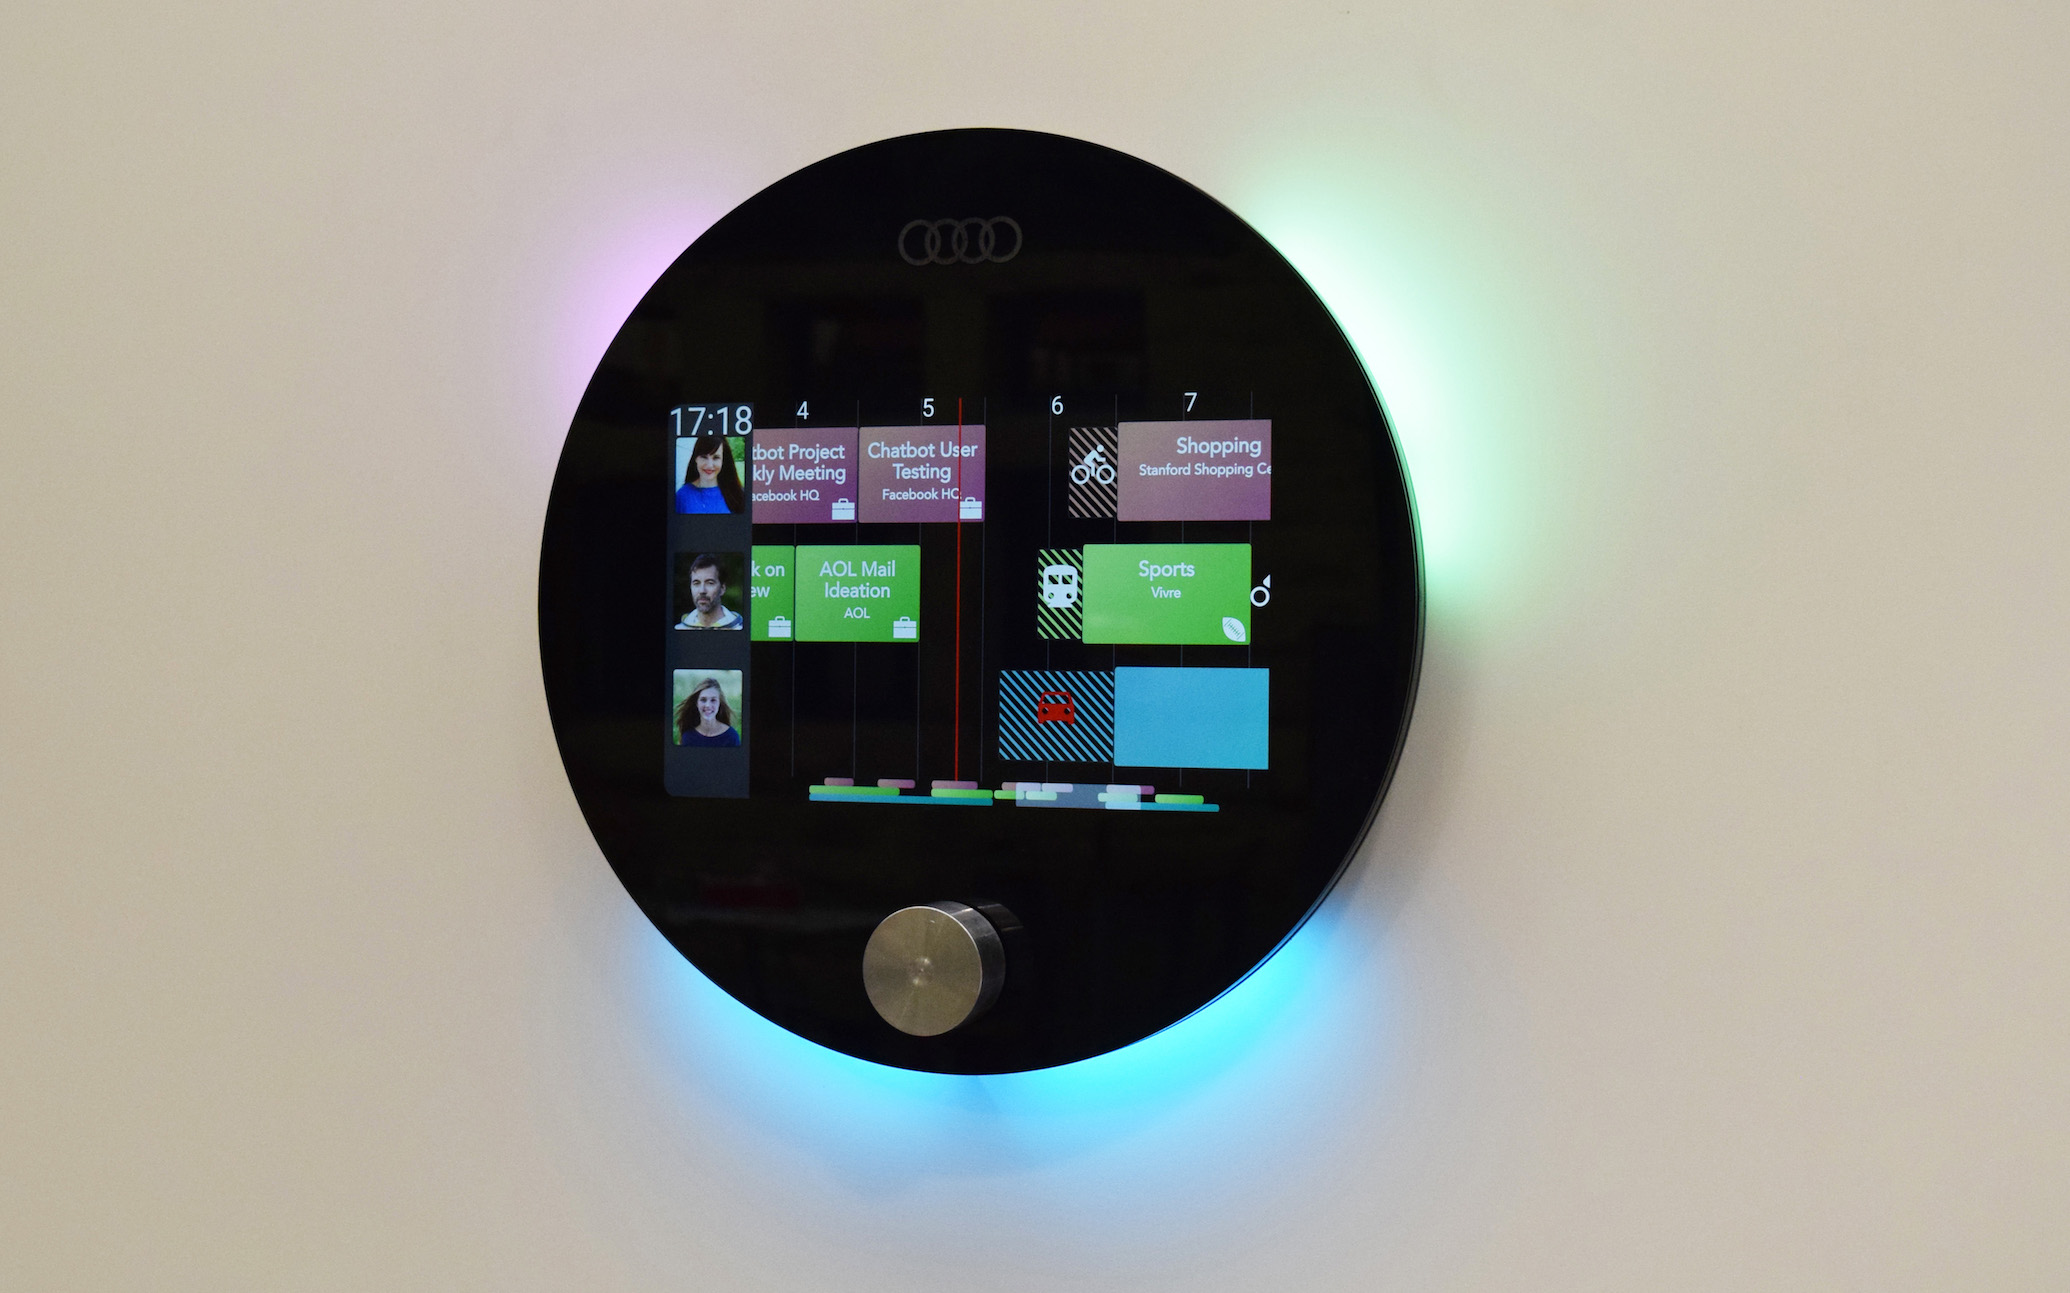 17:18
4
5
6
7
tbot Project
kly Meeting
acebook HQ
Chatbot User
Testing
Facebook HQ
Shopping
Stanford Shopping Ce
k on
ew
AOL Mail
Ideation
AOL
Sports
Vivre